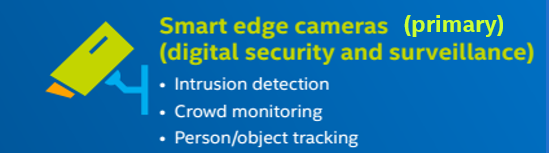 Smart edge cameras (primary)
(digital security and surveillance)
• Intrusion detection
• Crowd monitoring
• Person/object tracking